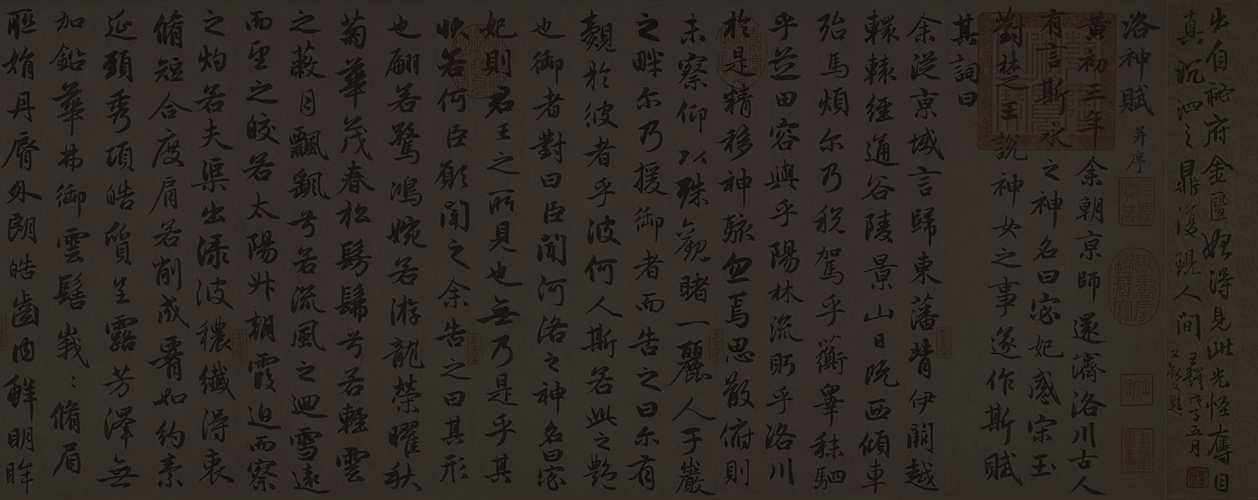 出自秘府金匱始得見此光怪奪目
真沉泗之鼎復現人間
洛神賦 并序
黃初三年余朝京師還濟洛川古人
有言斯水之神名曰宓妃感宋玉
對楚王說神女之事遂作斯賦
其詞曰
余從京域言歸東藩背伊闕越
轘轅經通谷陵景山日既西傾車
殆馬煩爾乃稅駕乎蘅皋秣駟
乎芝田容與乎陽林流眄乎洛川
於是精移神駭忽焉思散俯則
未察仰以殊觀睹一麗人于巖
之畔爾乃援御者而告之曰爾有
覿於彼者乎彼何人斯若此之艷
也御者對曰臣聞河洛之神名曰宓
妃則君王之所見也無乃是乎其
狀若何臣願聞之余告之曰其形
也翩若驚鴻婉若游龍榮曜秋
菊華茂春松髣髴兮若輕雲
之蔽月飄颻兮若流風之迴雪遠
而望之皎若太陽升朝霞迫而察
之灼若夫渠出淥波穠纖得衷
脩短合度肩若削成署如約素
延頸秀項皓質呈露芳澤無
加鉛華弗御雲髻峩〻脩眉
聯娟丹脣外朗皓齒內鮮明眸